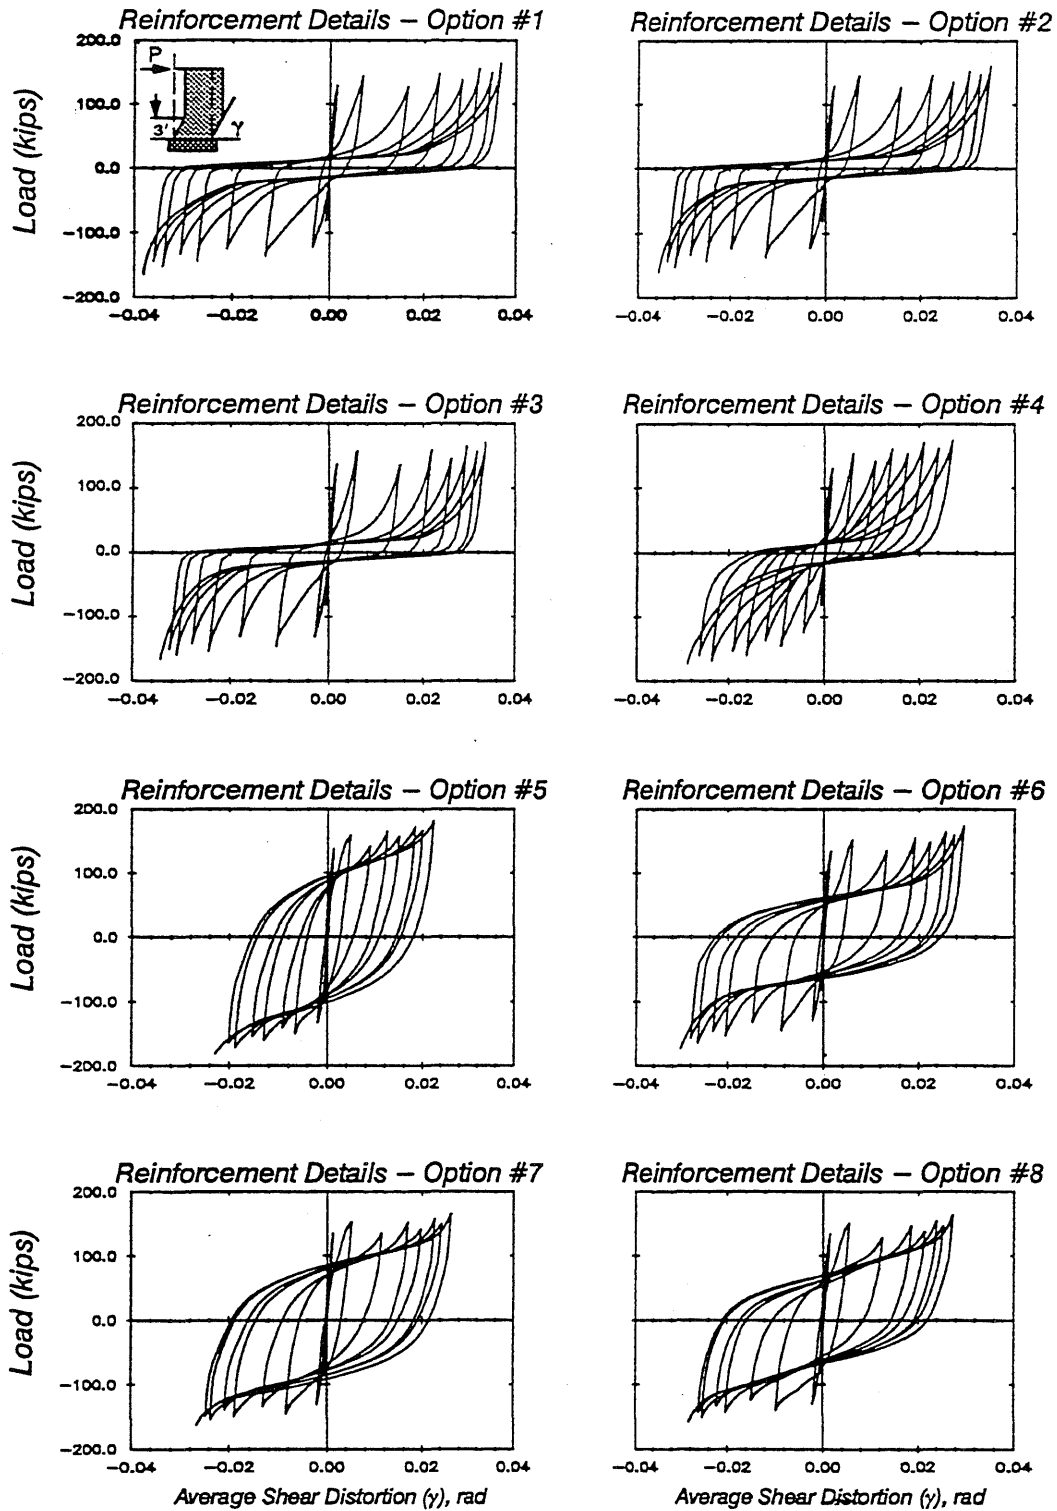 Reinforcement Details – Option #1
Reinforcement Details – Option #2
Load (kips)
200.0
100.0
0.0
−100.0
−200.0
P
3'
γ
−0.04 −0.02 0.00 0.02 0.04
−0.04 −0.02 0.00 0.02 0.04
Reinforcement Details – Option #3
Reinforcement Details – Option #4
Load (kips)
200.0
100.0
0.0
−100.0
−200.0
−0.04 −0.02 0.00 0.02 0.04
−0.04 −0.02 0.00 0.02 0.04
Reinforcement Details – Option #5
Reinforcement Details – Option #6
Load (kips)
200.0
100.0
0.0
−100.0
−200.0
−0.04 −0.02 0.00 0.02 0.04
−0.04 −0.02 0.00 0.02 0.04
Reinforcement Details – Option #7
Reinforcement Details – Option #8
Load (kips)
200.0
100.0
0.0
−100.0
−200.0
−0.04 −0.02 0.00 0.02 0.04
−0.04 −0.02 0.00 0.02 0.04
Average Shear Distortion (γ), rad
Average Shear Distortion (γ), rad